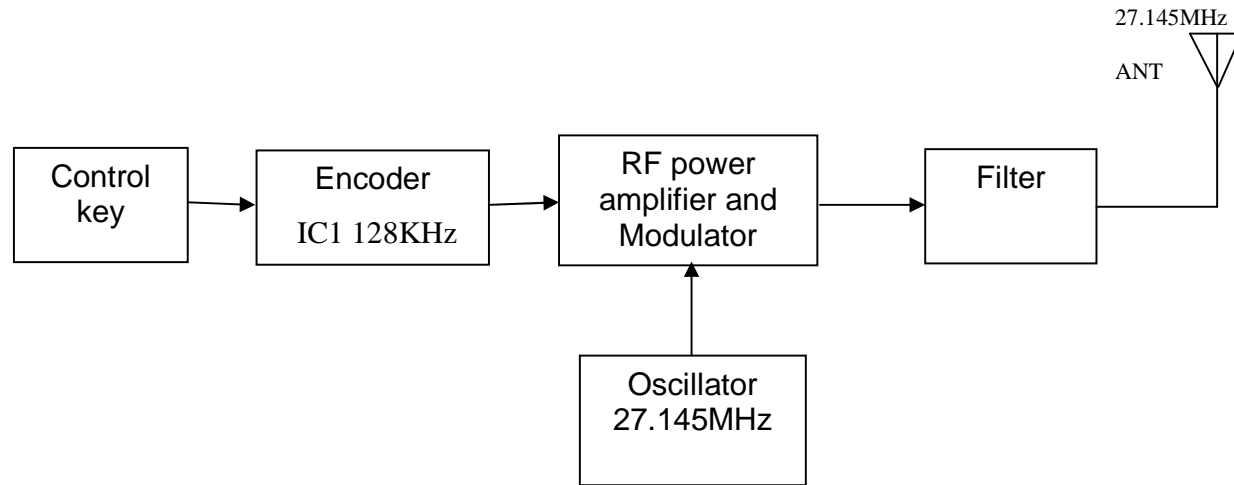 27.145MHz
ANT
Control
key
Encoder
IC1 128KHz
RF power
amplifier and
Modulator
Filter
Oscillator
27.145MHz